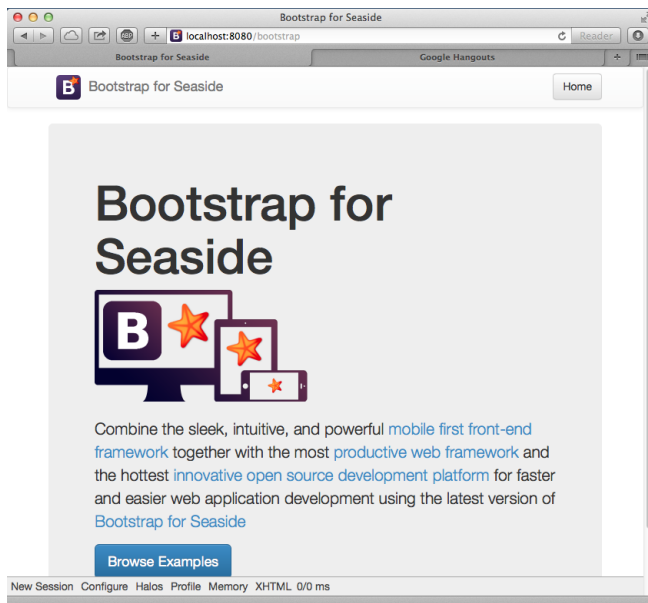 Bootstrap for Seaside
ABP
+
B localhost:8080/bootstrap
C Reader
Bootstrap for Seaside
Google Hangouts
+
B Bootstrap for Seaside
Home
Bootstrap for
Seaside
B
Combine the sleek, intuitive, and powerful mobile first front-end
framework together with the most productive web framework and
the hottest innovative open source development platform for faster
and easier web application development using the latest version of
Bootstrap for Seaside
Browse Examples
New Session Configure Halos Profile Memory XHTML 0/0 ms